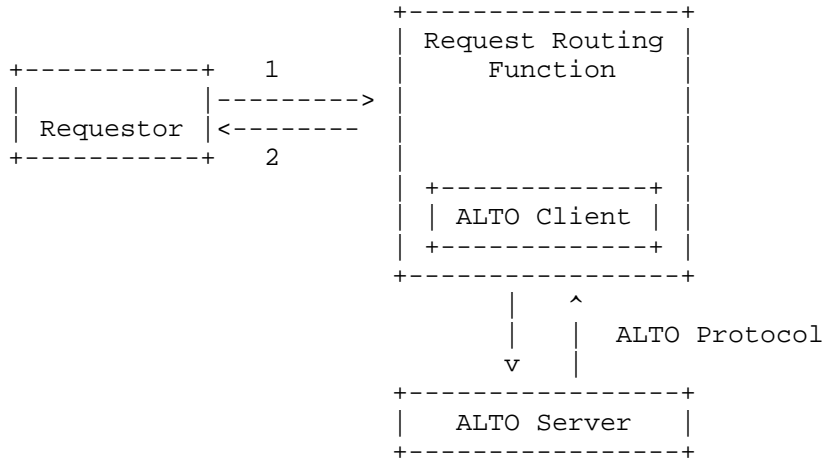 Request Routing
1 Function
Requestor
2
ALTO Client
ALTO Protocol
ALTO Server